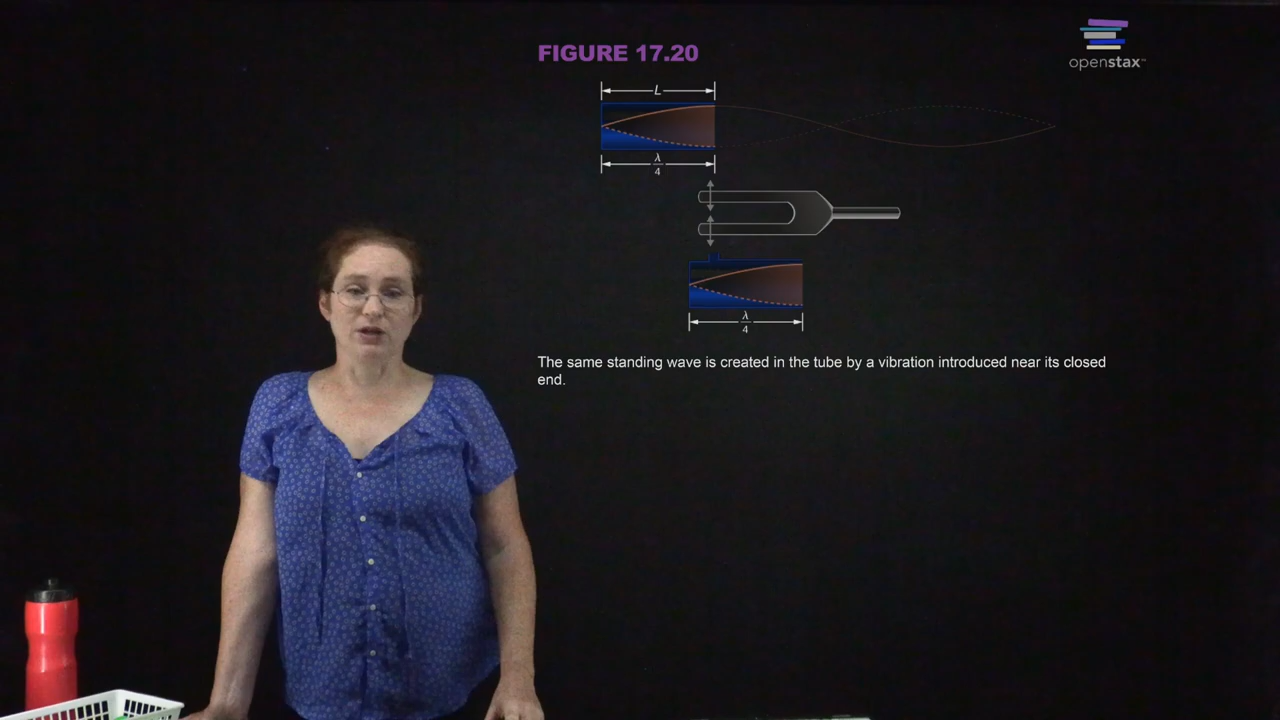 FIGURE 17.20
openstax™
L
λ
4
λ
4
The same standing wave is created in the tube by a vibration introduced near its closed
end.